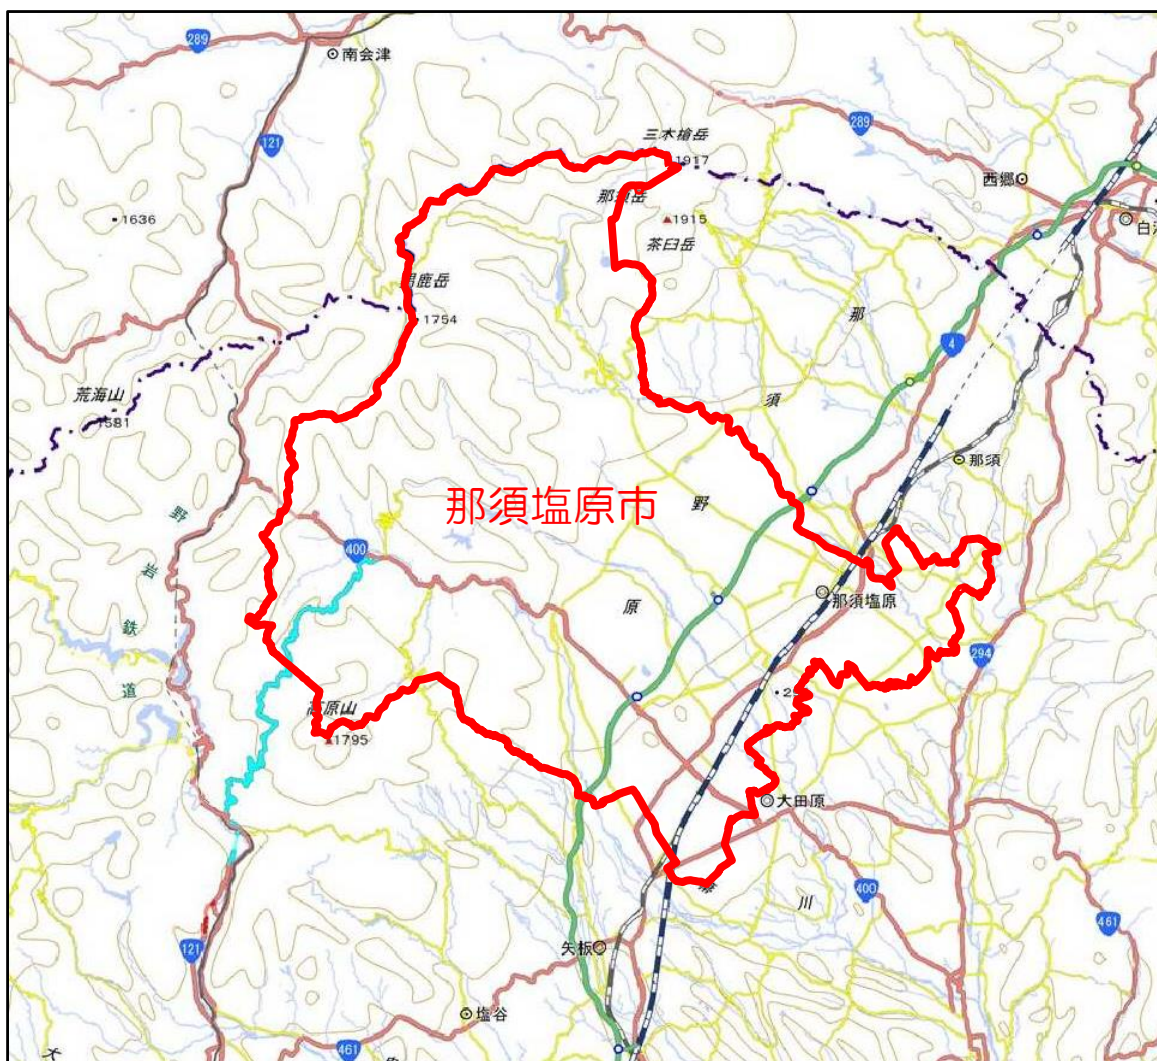 289
南会津
121
三本槍岳
1917
289
西郷
那須岳
1915
茶臼岳
1636
男鹿岳
1754
那
4
荒海山
1581
須
那須
那須塩原市
野
野
岩
鉄
道
400
原
那須塩原
294
高原山
1795
大田原
川
400
461
121
矢板
塩谷
461